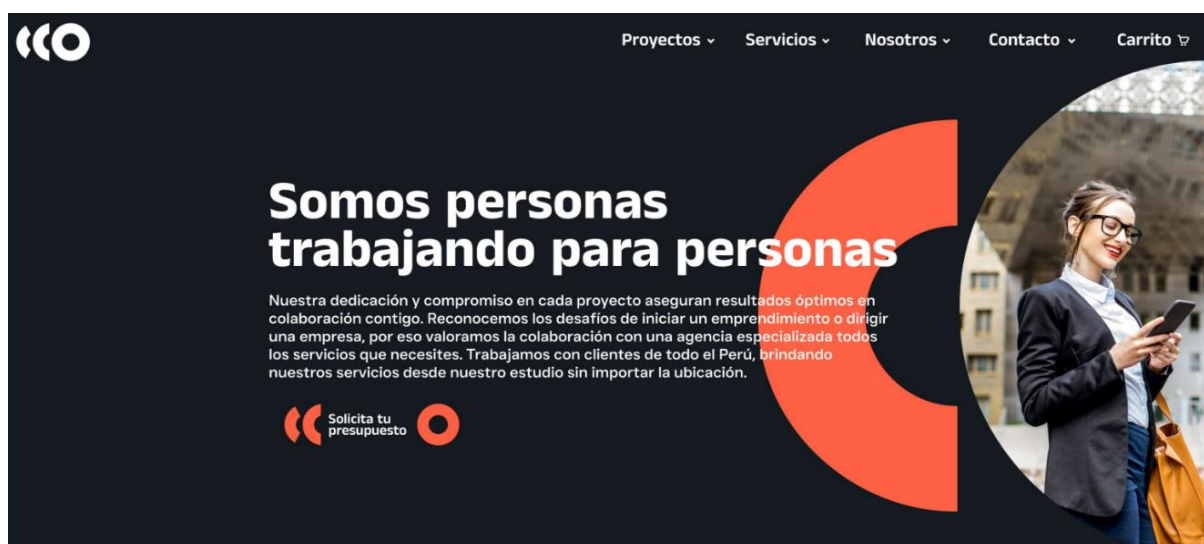 Proyectos
Servicios
Nosotros
Contacto
Carrito
Somos personas
trabajando para personas
Nuestra dedicación y compromiso en cada proyecto aseguran resultados óptimos en
colaboración contigo. Reconocemos los desafíos de iniciar un emprendimiento o dirigir
una empresa, por eso valoramos la colaboración con una agencia especializada todos
los servicios que necesites. Trabajamos con clientes de todo el Perú, brindando
nuestros servicios desde nuestro estudio sin importar la ubicación.
Solicita tu
presupuesto